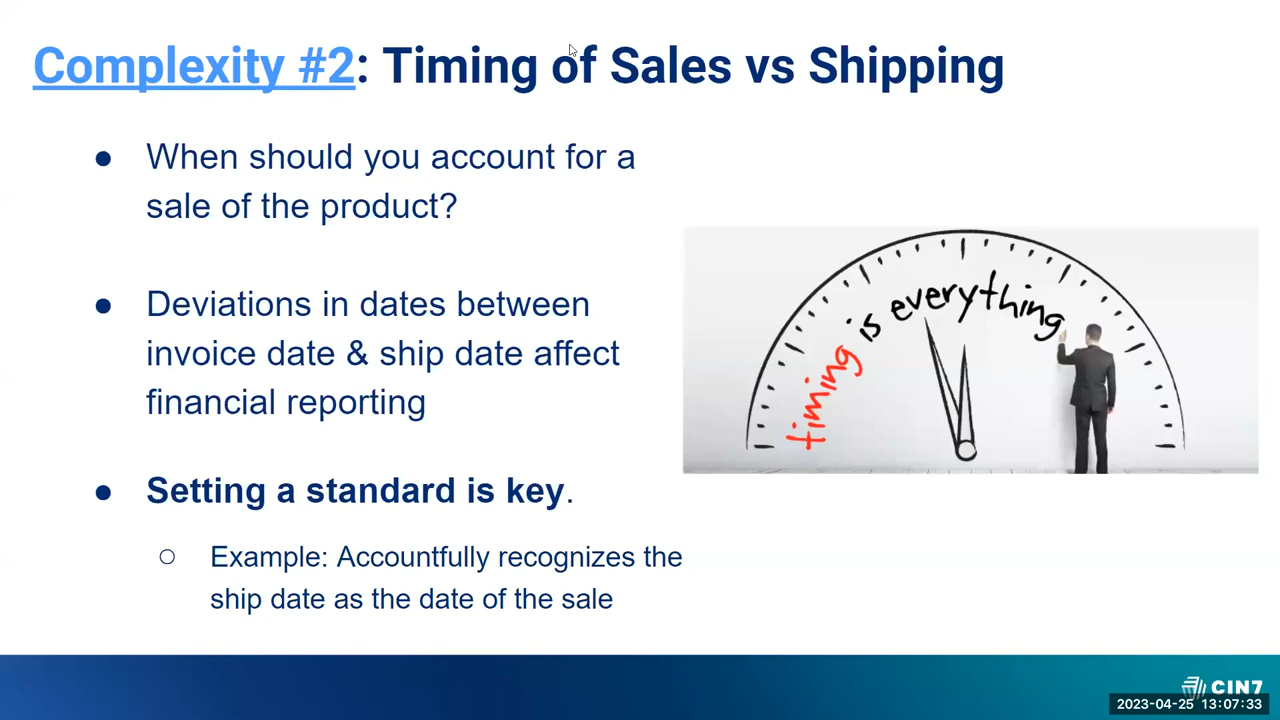 Complexity #2: Timing of Sales vs Shipping
● When should you account for a
sale of the product?
● Deviations in dates between
invoice date & ship date affect
financial reporting
● Setting a standard is key.
○ Example: Accountfully recognizes the
ship date as the date of the sale
timing is everything
CIN7
2023-04-25 13:07:33